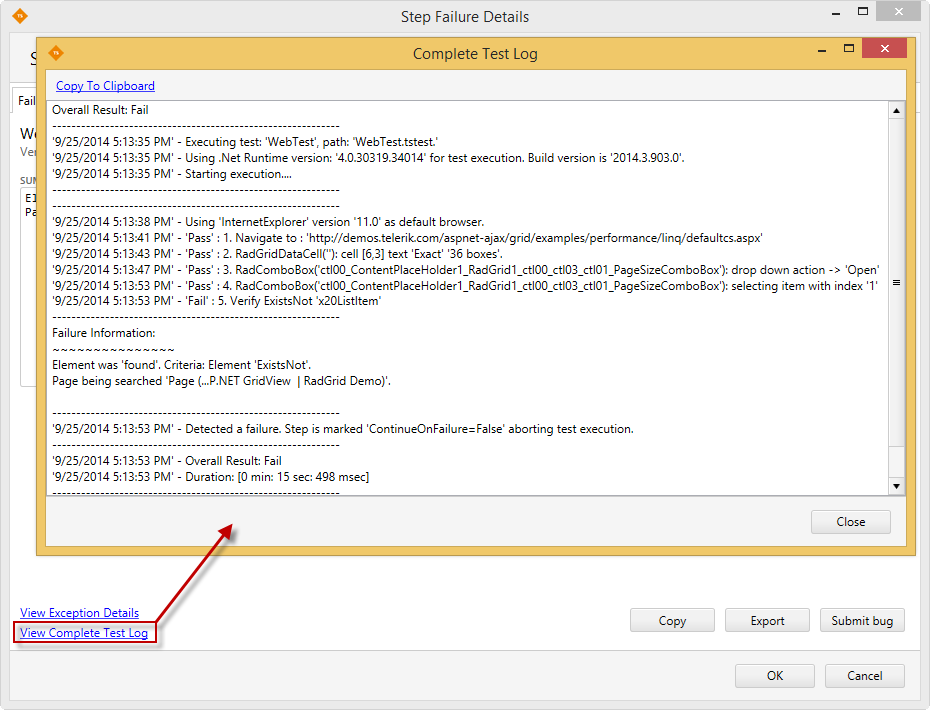 Step Failure Details
Complete Test Log
Copy To Clipboard
Fail
Overall Result: Fail
------------------------------------------------------------
'9/25/2014 5:13:35 PM' - Executing test: 'WebTest', path: 'WebTest.tstest.'
'9/25/2014 5:13:35 PM' - Using .Net Runtime version: '4.0.30319.34014' for test execution. Build version is '2014.3.903.0'.
'9/25/2014 5:13:35 PM' - Starting execution....
------------------------------------------------------------
------------------------------------------------------------
'9/25/2014 5:13:38 PM' - Using 'InternetExplorer' version '11.0' as default browser.
'9/25/2014 5:13:41 PM' - 'Pass' : 1. Navigate to : 'http://demos.telerik.com/aspnet-ajax/grid/examples/performance/linq/defaultcs.aspx'
'9/25/2014 5:13:43 PM' - 'Pass' : 2. RadGridDataCell(''): cell [6,3] text 'Exact' '36 boxes'.
'9/25/2014 5:13:47 PM' - 'Pass' : 3. RadComboBox('ctl00_ContentPlaceHolder1_RadGrid1_ctl00_ctl03_ctl01_PageSizeComboBox'): drop down action -> 'Open'
'9/25/2014 5:13:53 PM' - 'Pass' : 4. RadComboBox('ctl00_ContentPlaceHolder1_RadGrid1_ctl00_ctl03_ctl01_PageSizeComboBox'): selecting item with index '1'
'9/25/2014 5:13:53 PM' - 'Fail' : 5. Verify ExistsNot 'x20ListItem'
------------------------------------------------------------
Failure Information:
~~~~~~~~~~~~~~~
Element was 'found'. Criteria: Element 'ExistsNot'.
Page being searched 'Page (...P.NET GridView | RadGrid Demo)'.
------------------------------------------------------------
'9/25/2014 5:13:53 PM' - Detected a failure. Step is marked 'ContinueOnFailure=False' aborting test execution.
------------------------------------------------------------
'9/25/2014 5:13:53 PM' - Overall Result: Fail
'9/25/2014 5:13:53 PM' - Duration: [0 min: 15 sec: 498 msec]
------------------------------------------------------------
Close
View Exception Details
View Complete Test Log
Copy
Export
Submit bug
OK
Cancel